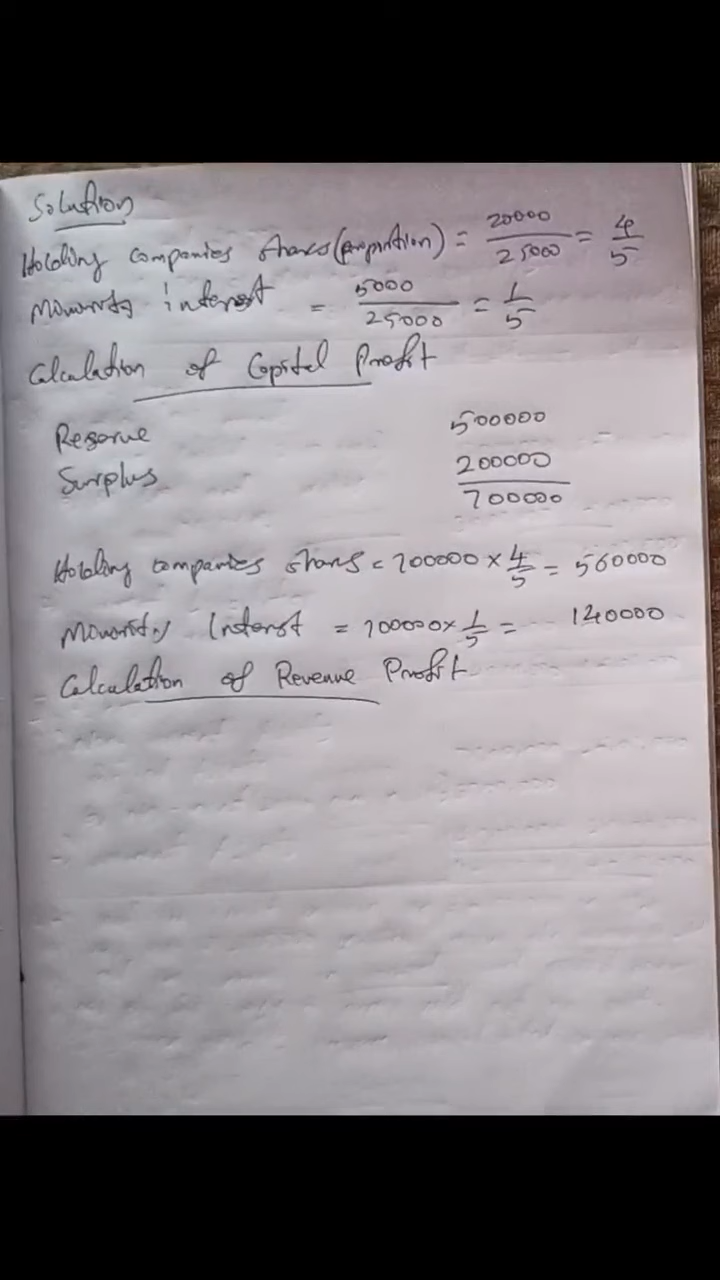 Solution
Holding companies shares (proportion) = 20000/25000 = 4/5
Minority interest = 5000/25000 = 1/5
Calculation of Capital Profit
Reserve 500000
Surplus 200000
700000
Holding companies share = 700000 × 4/5 = 560000
Minority Interst = 700000 × 1/5 = 140000
Calculation of Revenue Profit